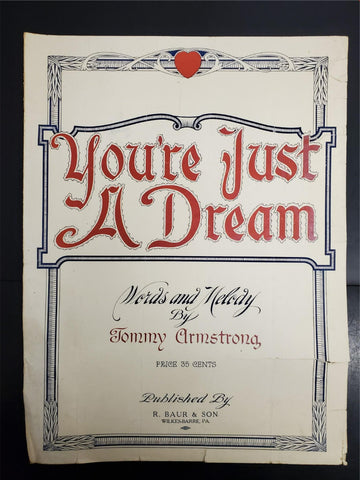 You're Just
A Dream
Words and Melody
By
Tommy Armstrong
PRICE 35 CENTS
Published By
R. BAUR & SON
WILKES-BARRE, PA.